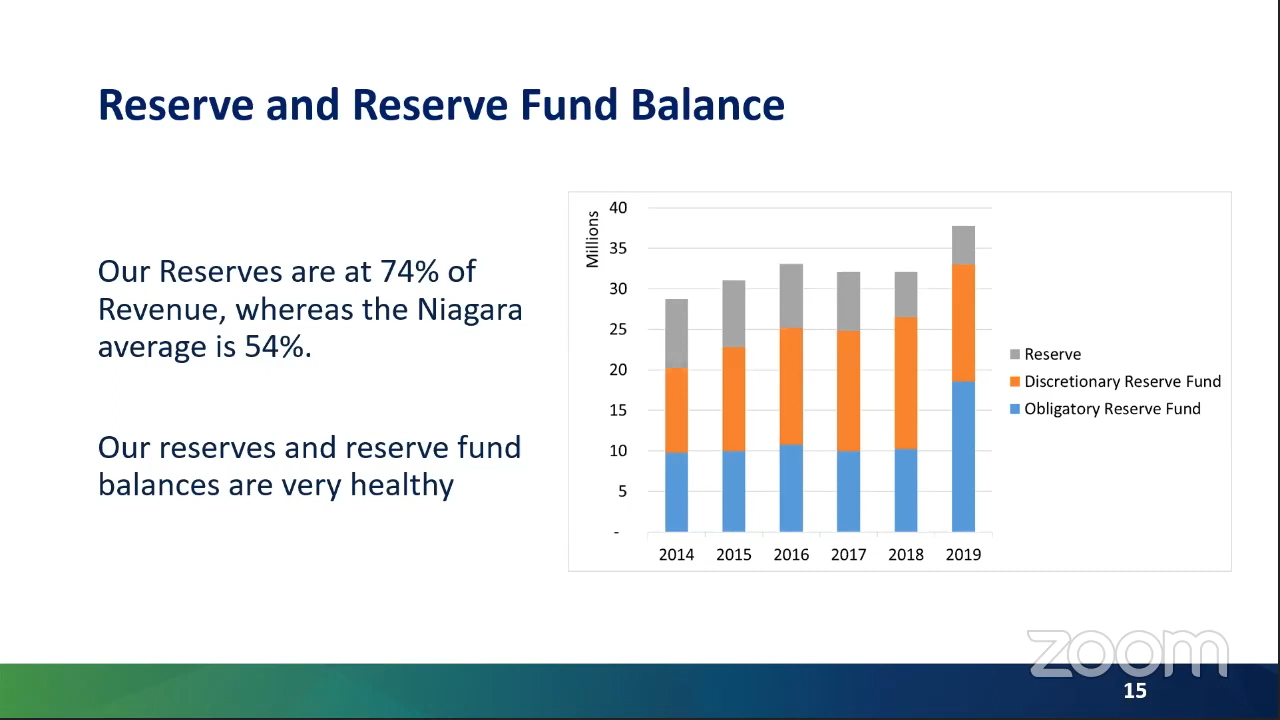 Reserve and Reserve Fund Balance
Our Reserves are at 74% of
Revenue, whereas the Niagara
average is 54%.
Our reserves and reserve fund
balances are very healthy
Millions
40
35
30
25
20
15
10
5
-
2014 2015 2016 2017 2018 2019
Reserve
Discretionary Reserve Fund
Obligatory Reserve Fund
zoom
15